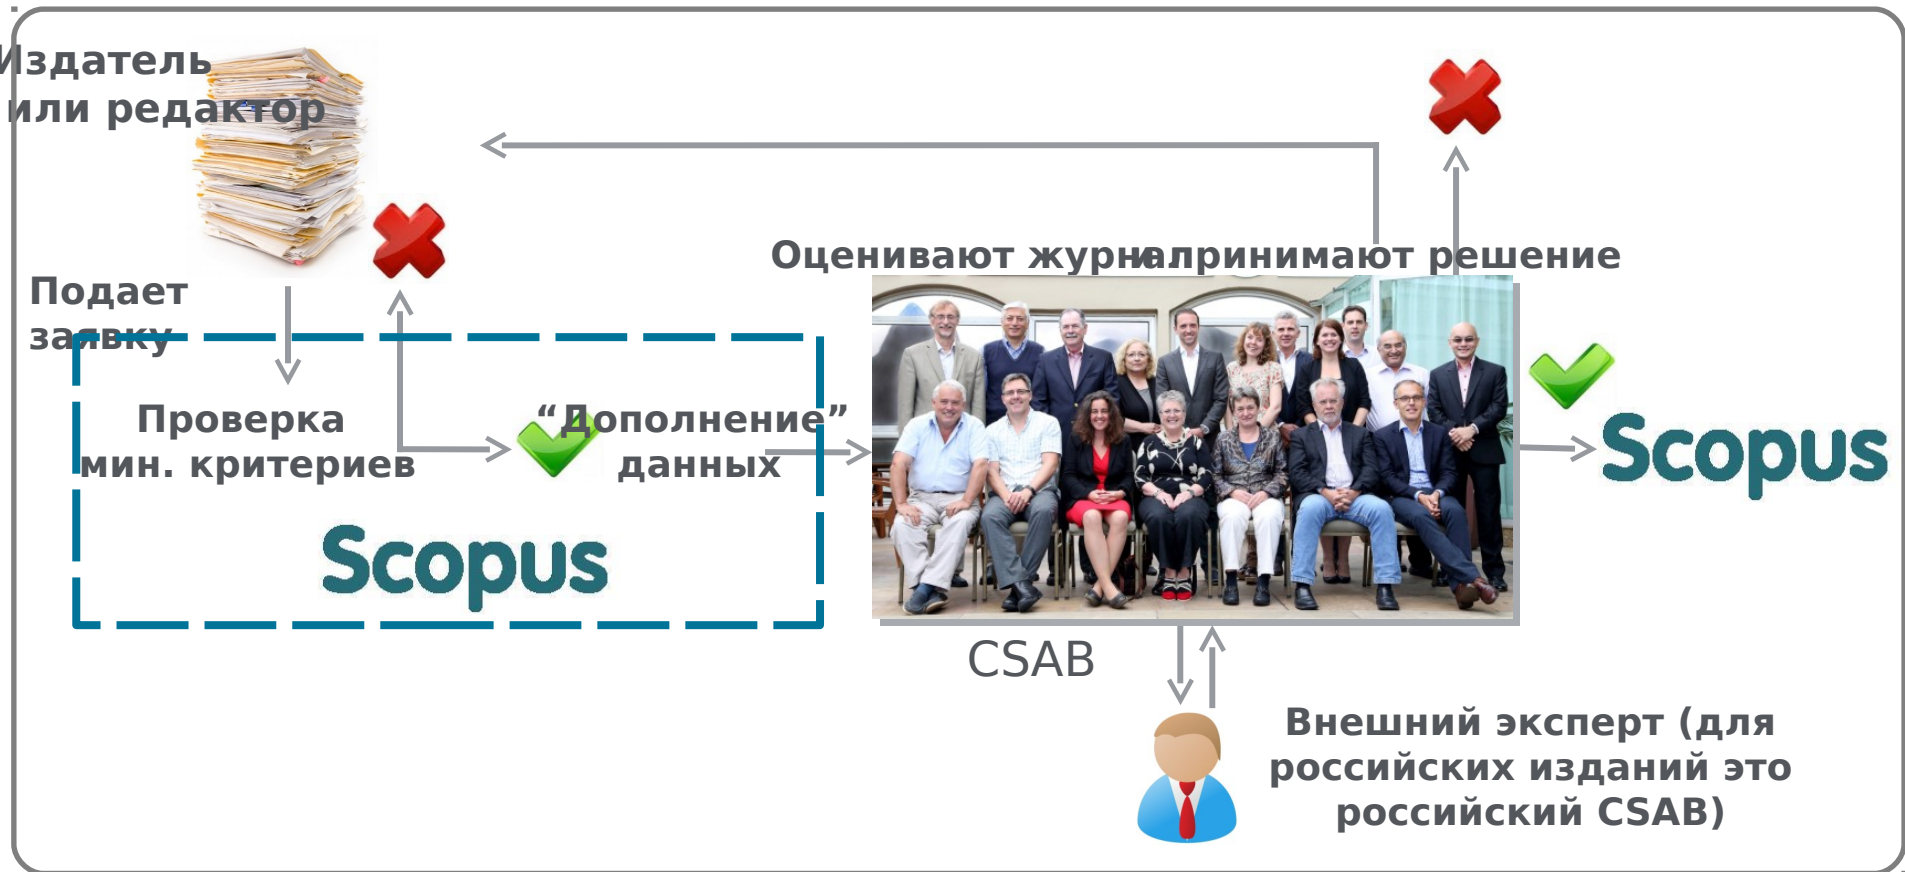 Издатель
или редактор
Подает
заявку
Проверка
мин. критериев
“Дополнение”
данных
Scopus
Оценивают журнал
и принимают решение
CSAB
Scopus
Внешний эксперт (для
российских изданий это
российский CSAB)